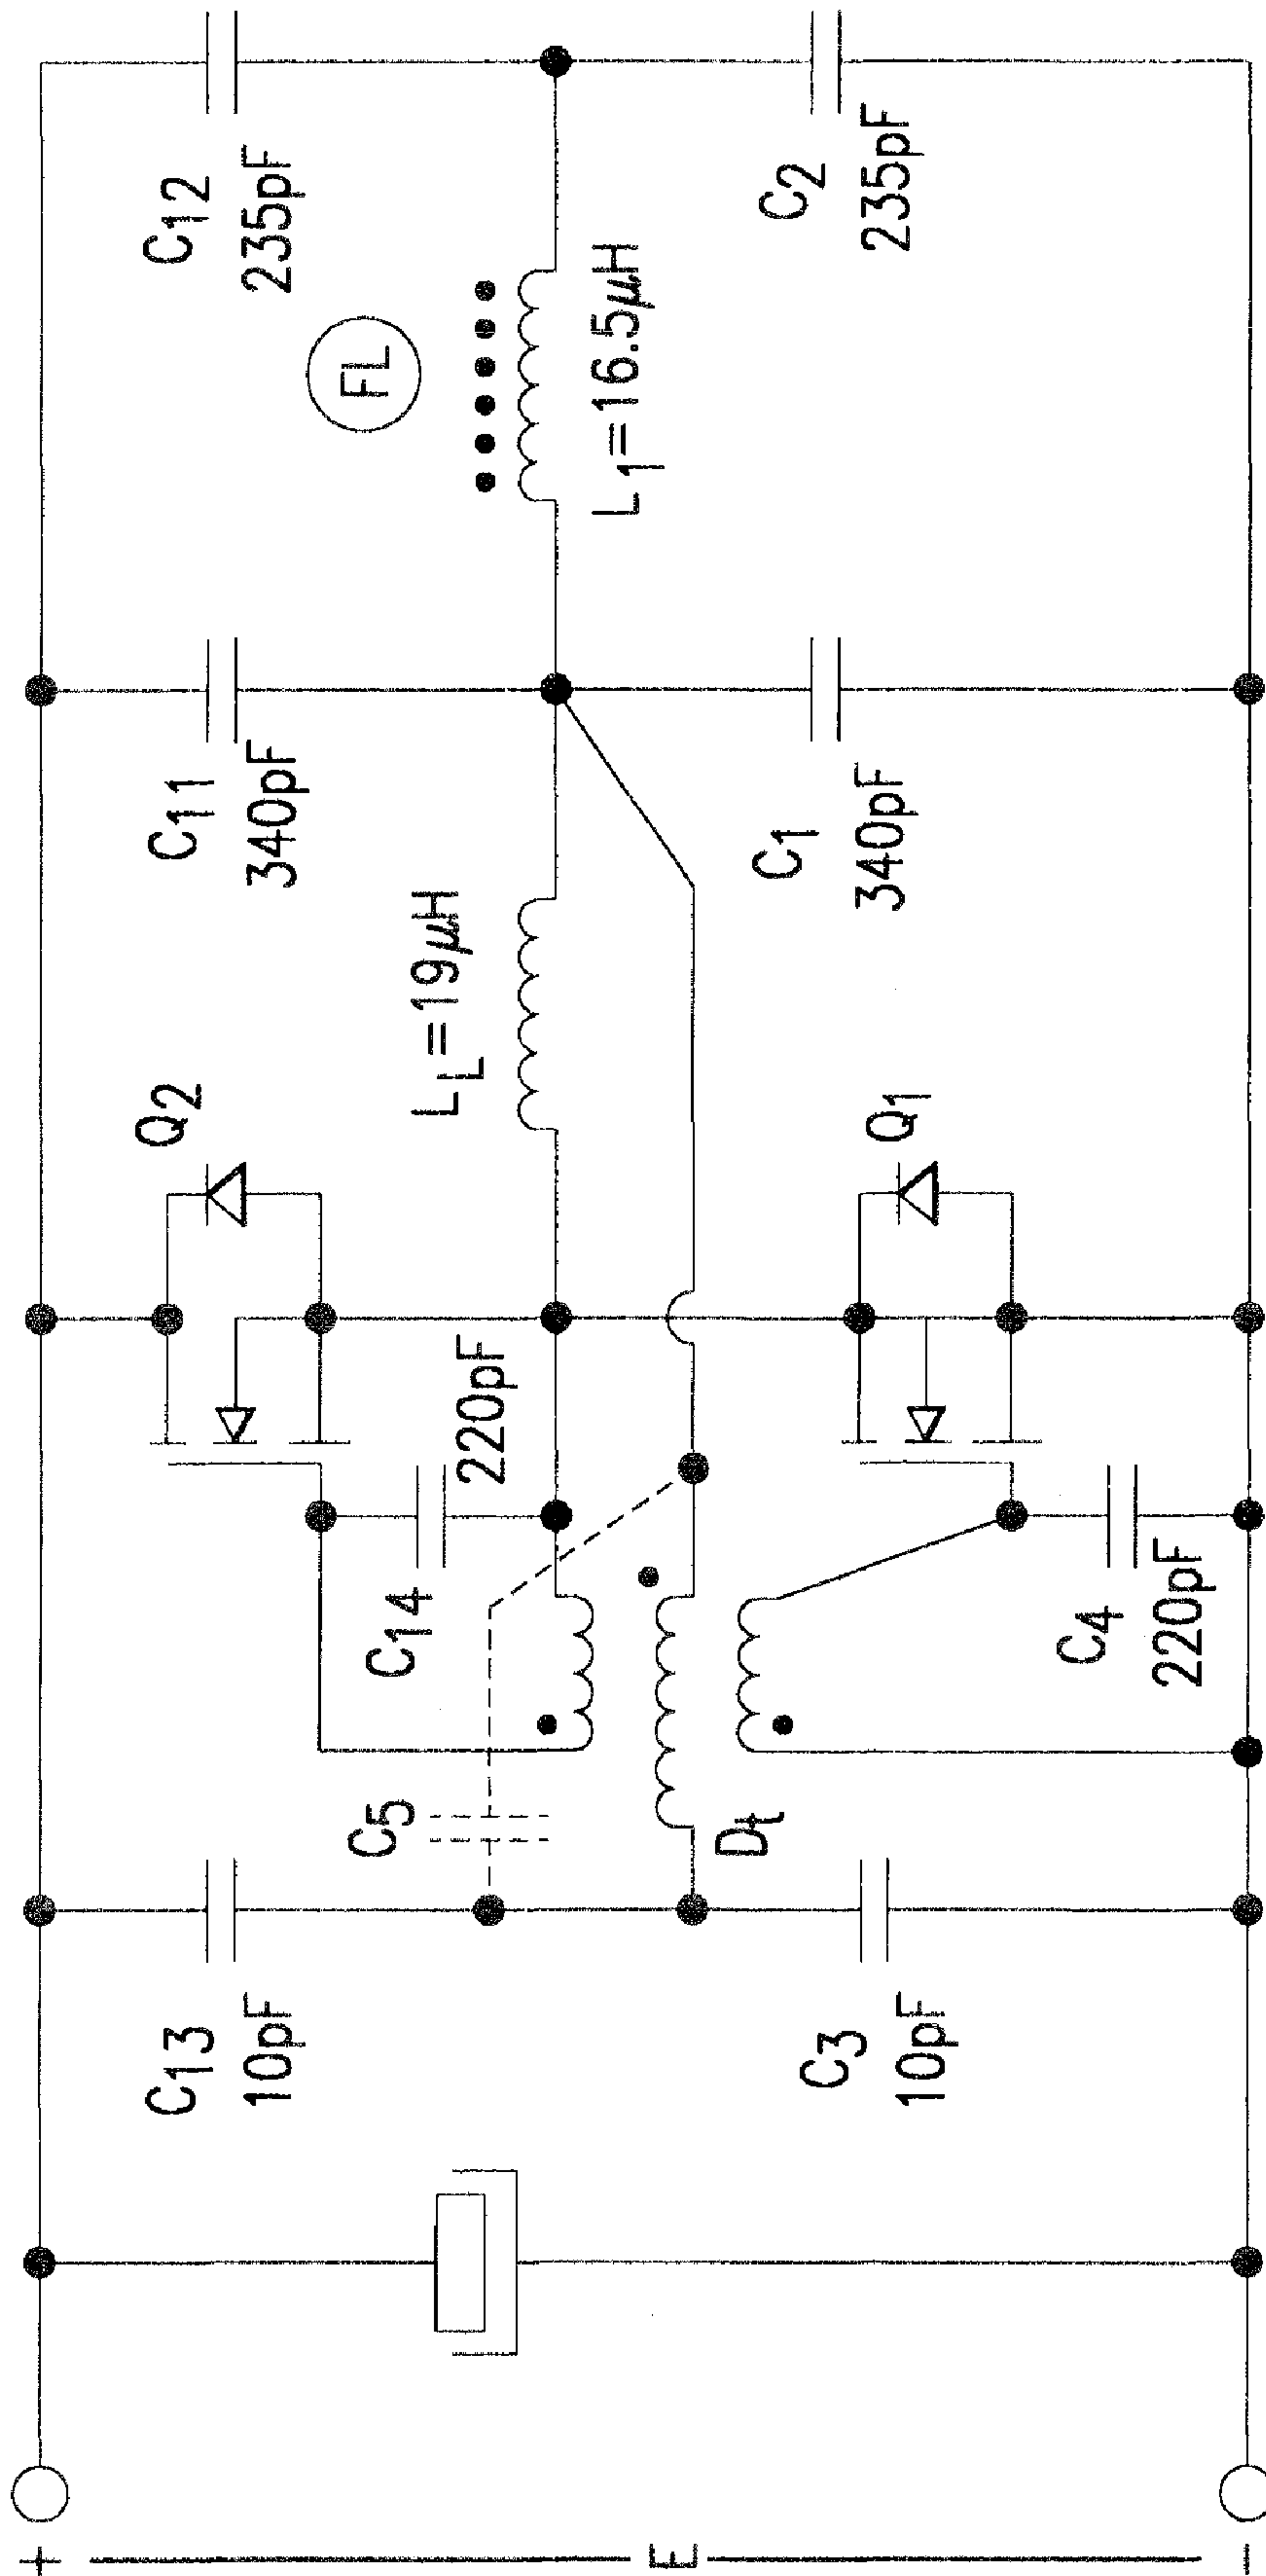 +
E
−
C13
10pF
C3
10pF
C5
Dt
C14
220pF
C4
220pF
Q2
Q1
LL=19μH
C11
340pF
C1
340pF
FL
L1=16.5μH
C12
235pF
C2
235pF